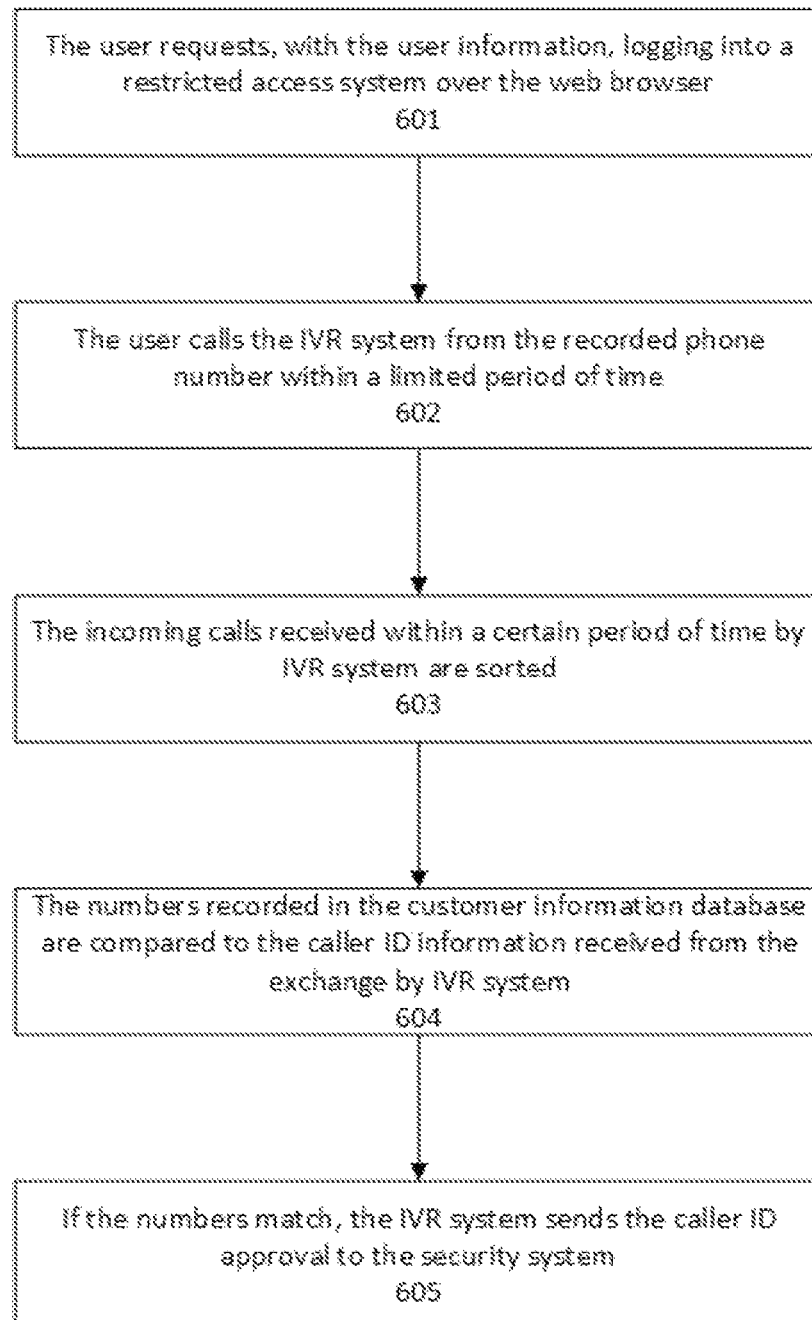 The user requests, with the user information, logging into a
restricted access system over the web browser
601
The user calls the IVR system from the recorded phone
number within a limited period of time
602
The incoming calls received within a certain period of time by
IVR system are sorted
603
The numbers recorded in the customer information database
are compared to the caller ID information received from the
exchange by IVR system
604
If the numbers match, the IVR system sends the caller ID
approval to the security system
605